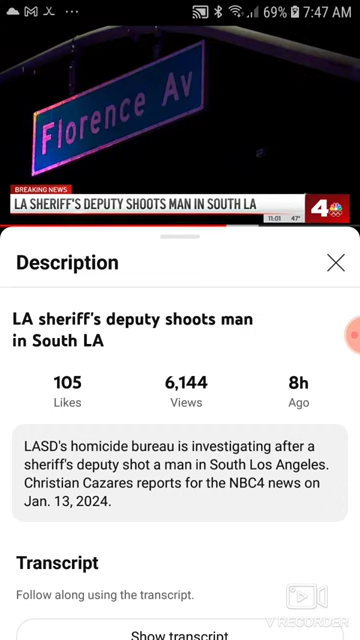 69% 7:47 AM
Florence Av
BREAKING NEWS
LA SHERIFF'S DEPUTY SHOOTS MAN IN SOUTH LA
4
11:01 47°
Description
LA sheriff's deputy shoots man
in South LA
105 6,144 8h
Likes Views Ago
LASD's homicide bureau is investigating after a
sheriff's deputy shot a man in South Los Angeles.
Christian Cazares reports for the NBC4 news on
Jan. 13, 2024.
Transcript
Follow along using the transcript.
Show transcript
V RECORDER